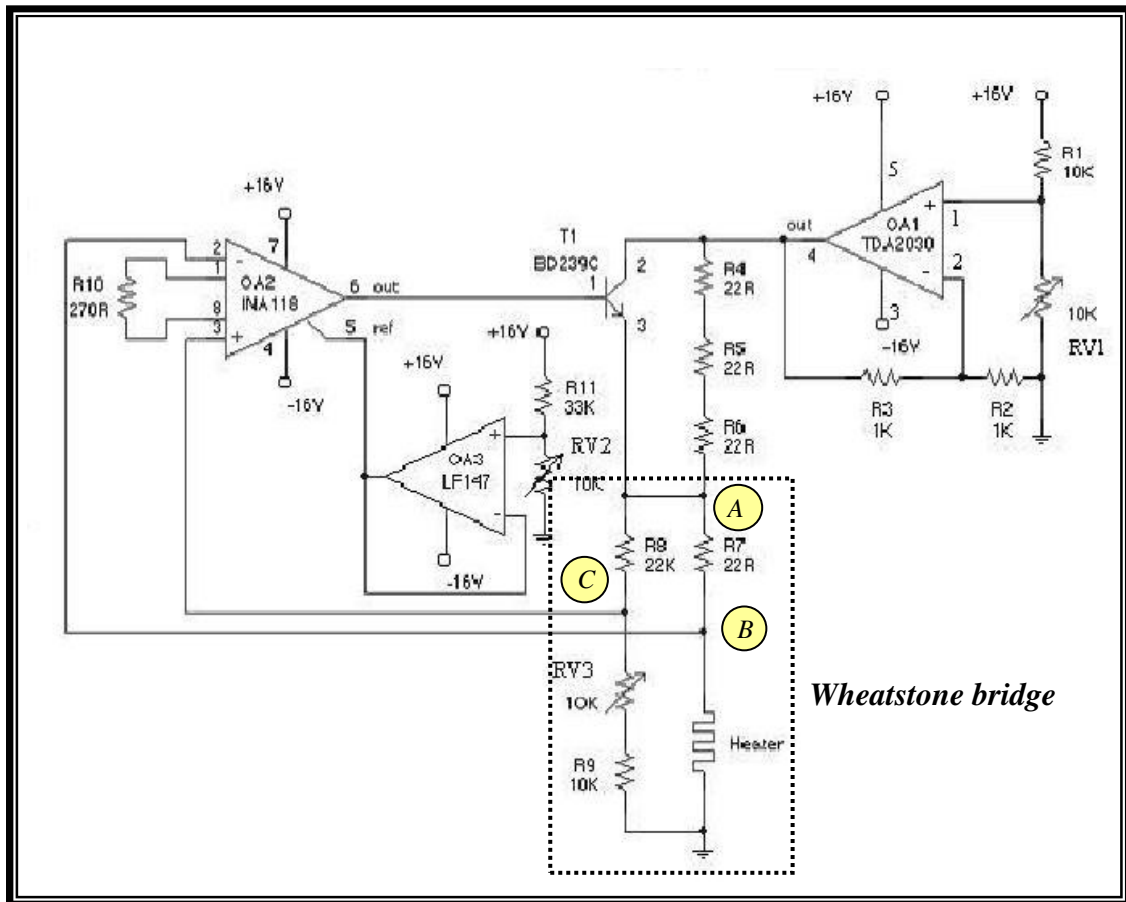 +16V
+16V
R1
10K
5
+
1
OA1
TDA2030
out
4
-
2
3
-16V
10K
RV1
R3
1K
R2
1K
+16V
2
-
7
1
R10
270R
OA2
INA118
6 out
8
3
+
4
5 ref
-16V
T1
BD239C
1
2
3
R4
22R
R5
22R
R6
22R
+16V
+16V
R11
33K
+
OA3
LF147
-
RV2
10K
-16V
A
R8
22K
R7
22R
C
B
RV3
10K
Wheatstone bridge
Heater
R9
10K